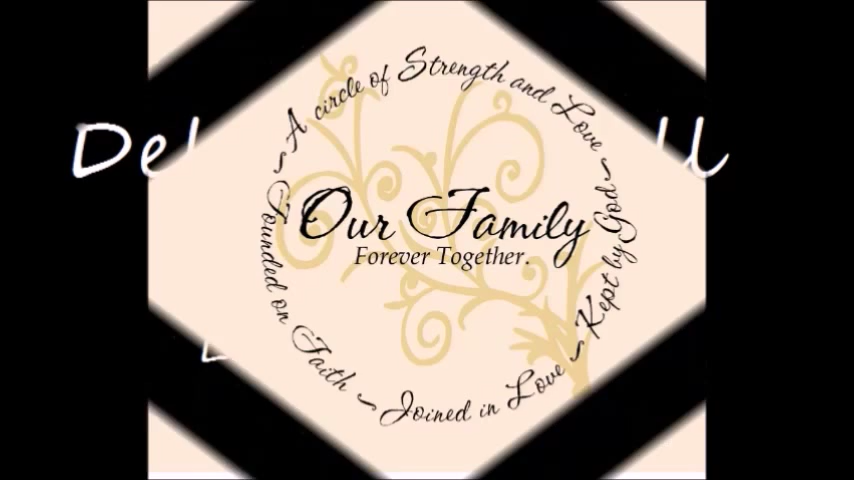 ~ A circle of Strength and Love ~ Kept by God ~ Joined in Love ~ Founded on Faith
Our Family
Forever Together.